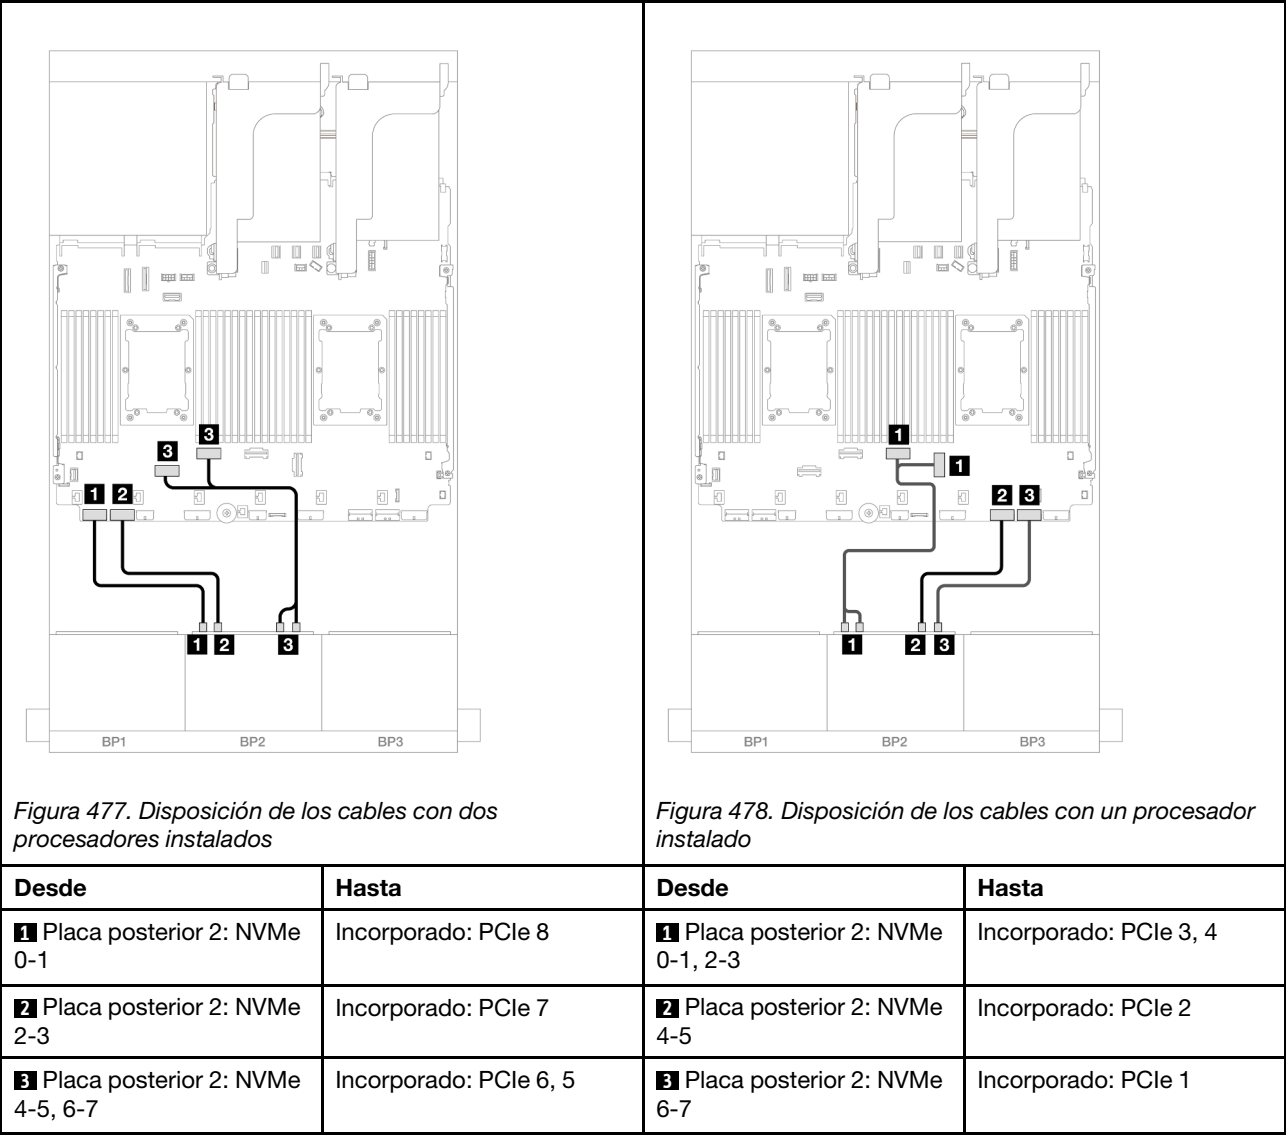 3
3
1
2
1
2
3
BP1
BP2
BP3
Figura 477. Disposición de los cables con dos
procesadores instalados
1
1
2
3
1
2
3
BP1
BP2
BP3
Figura 478. Disposición de los cables con un procesador
instalado
Desde
Hasta
Desde
Hasta
1 Placa posterior 2: NVMe
0-1
Incorporado: PCIe 8
1 Placa posterior 2: NVMe
0-1, 2-3
Incorporado: PCIe 3, 4
2 Placa posterior 2: NVMe
2-3
Incorporado: PCIe 7
2 Placa posterior 2: NVMe
4-5
Incorporado: PCIe 2
3 Placa posterior 2: NVMe
4-5, 6-7
Incorporado: PCIe 6, 5
3 Placa posterior 2: NVMe
6-7
Incorporado: PCIe 1